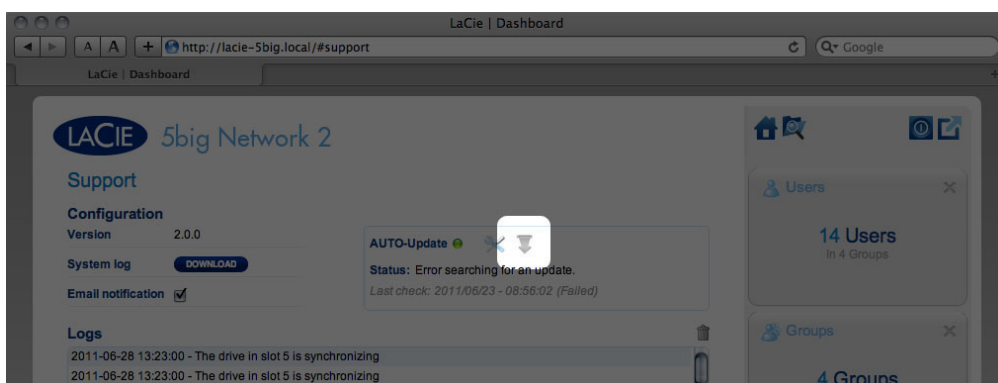 LaCie | Dashboard
A A + http://lacie-5big.local/#support Google
LaCie | Dashboard
LACIE 5big Network 2
Support
Configuration
Version 2.0.0
System log DOWNLOAD
Email notification
AUTO-Update
Status: Error searching for an update.
Last check: 2011/06/23 - 08:56:02 (Failed)
Logs
2011-06-28 13:23:00 - The drive in slot 5 is synchronizing
2011-06-28 13:23:00 - The drive in slot 5 is synchronizing
Users
14 Users
In 4 Groups
Groups
4 Groups